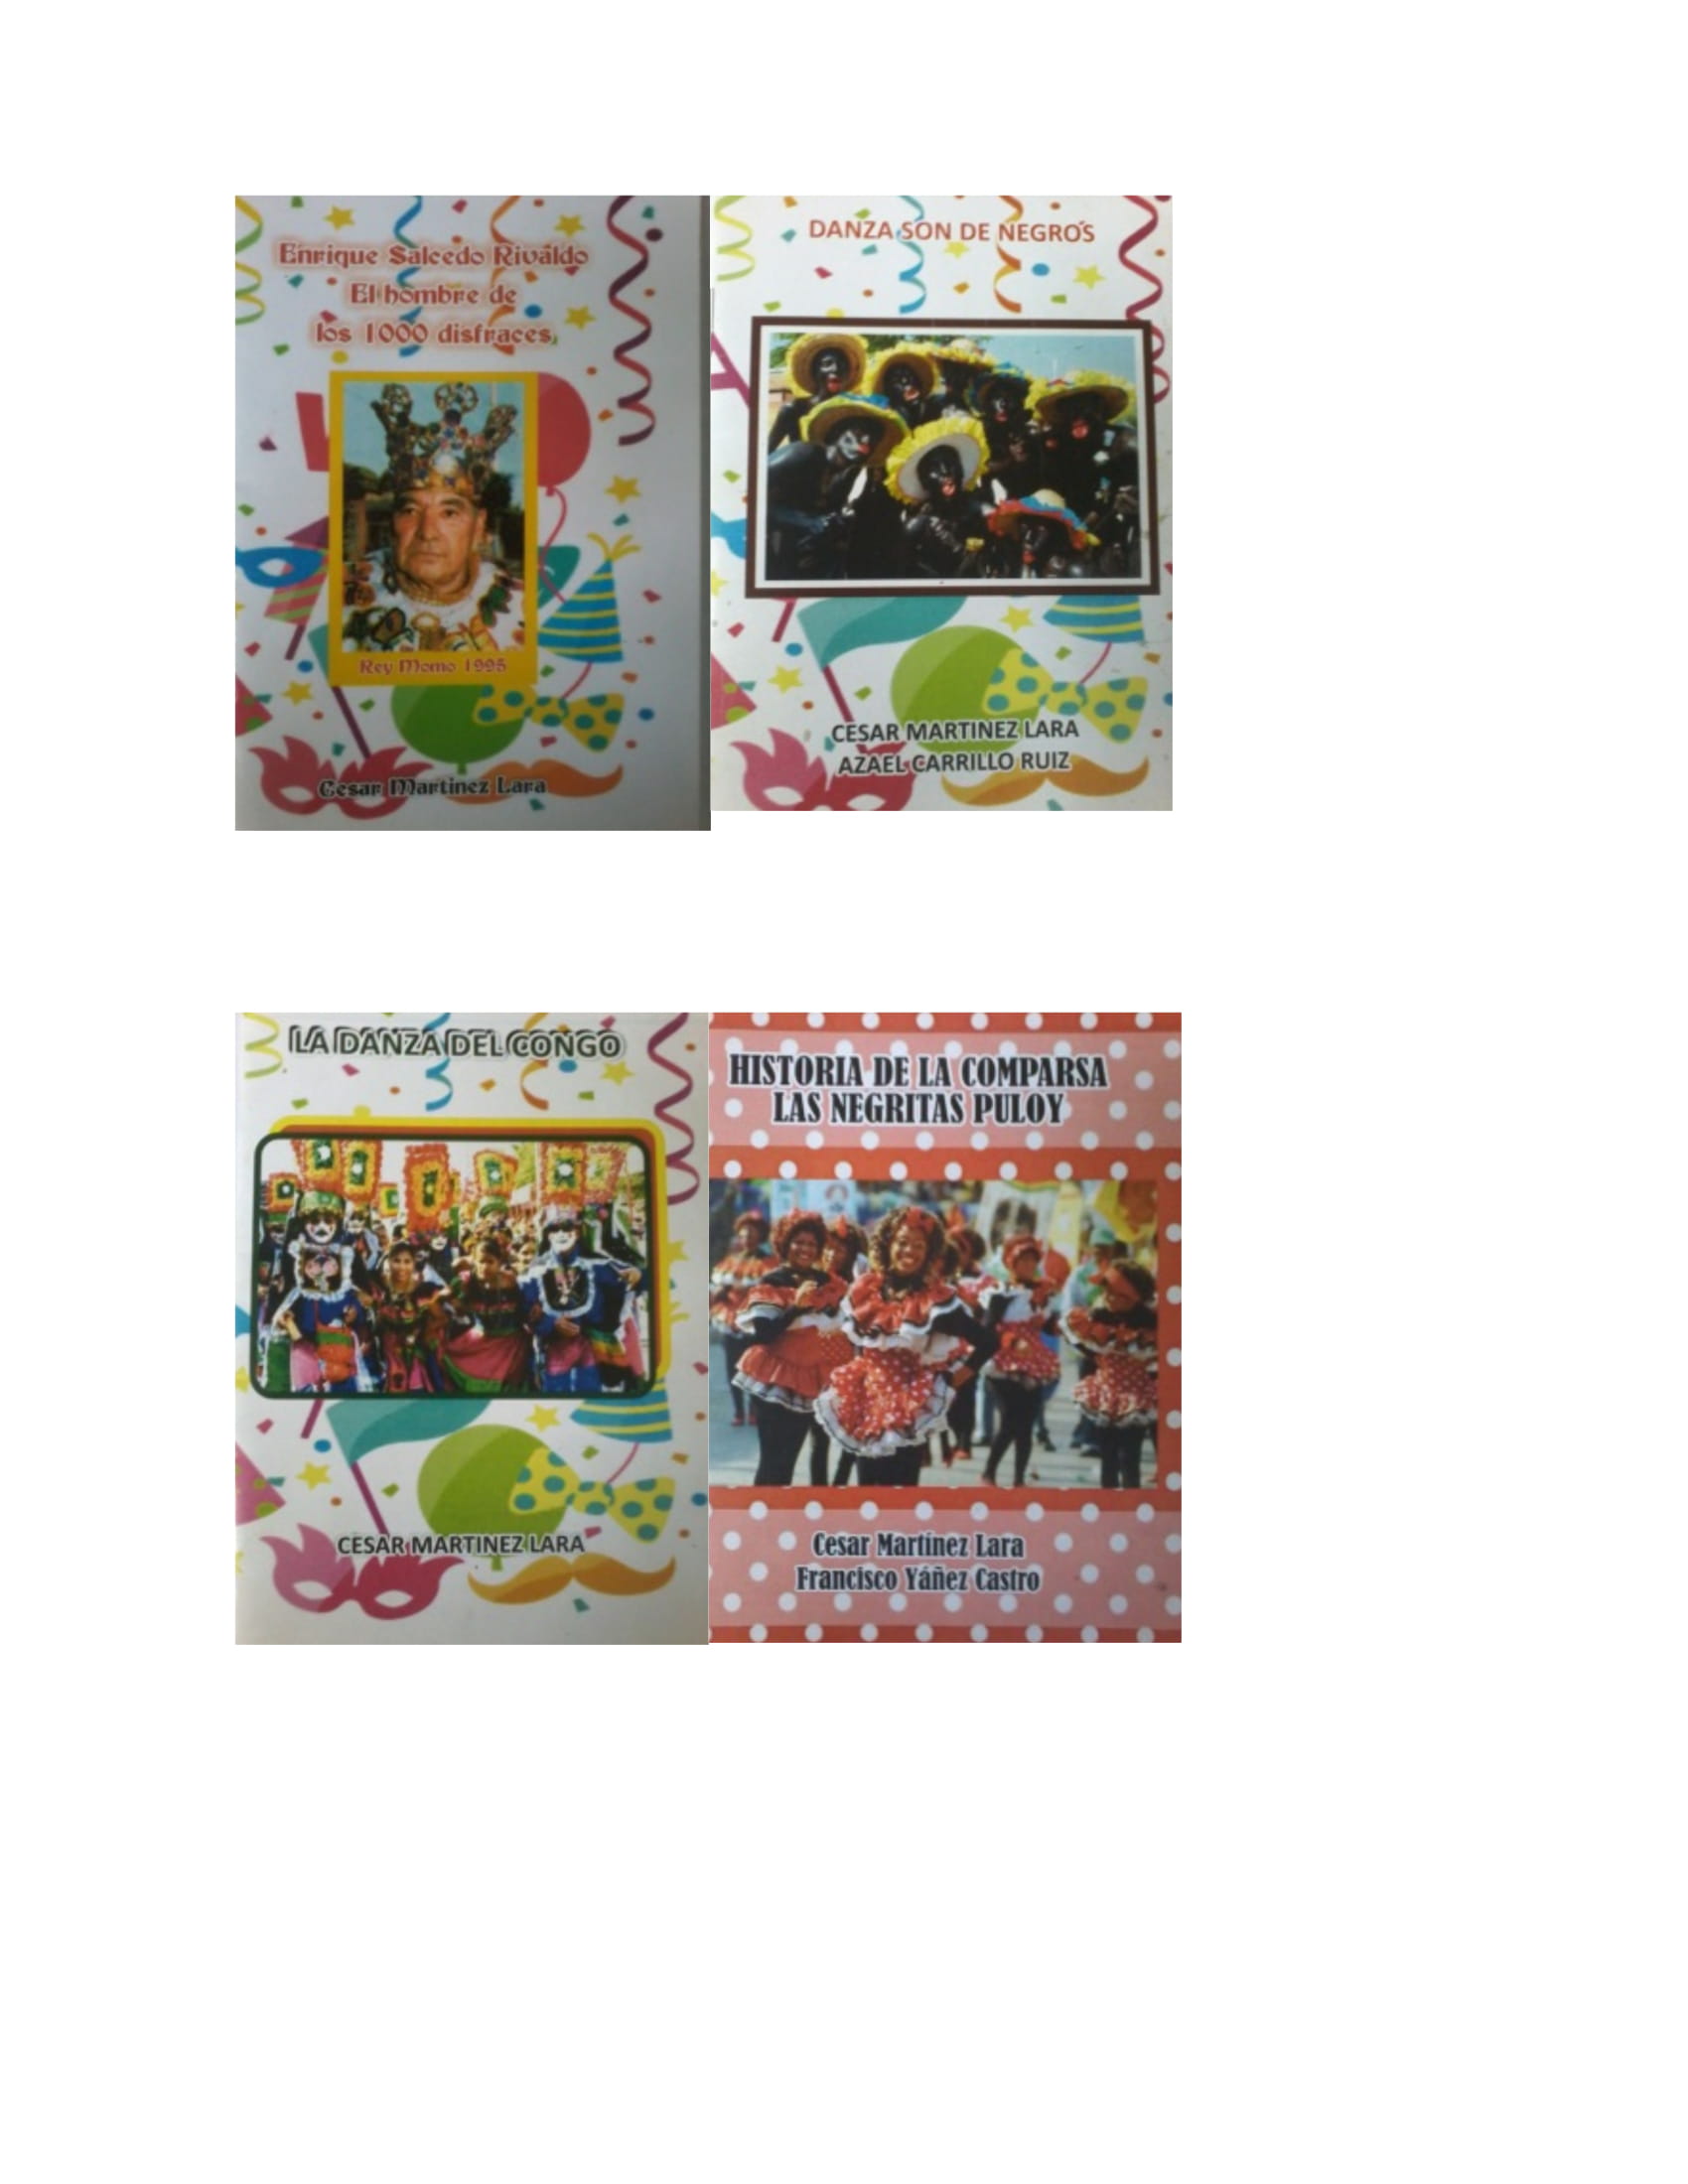 Enrique Salcedo Rivaldo
El hombre de
los 1000 disfraces
Rey Momo 1995
Cesar Martinez Lara
DANZA SON DE NEGROS
CESAR MARTINEZ LARA
AZAEL CARRILLO RUIZ
LA DANZA DEL CONGO
CESAR MARTINEZ LARA
HISTORIA DE LA COMPARSA
LAS NEGRITAS PULOY
Cesar Martínez Lara
Francisco Yáñez Castro